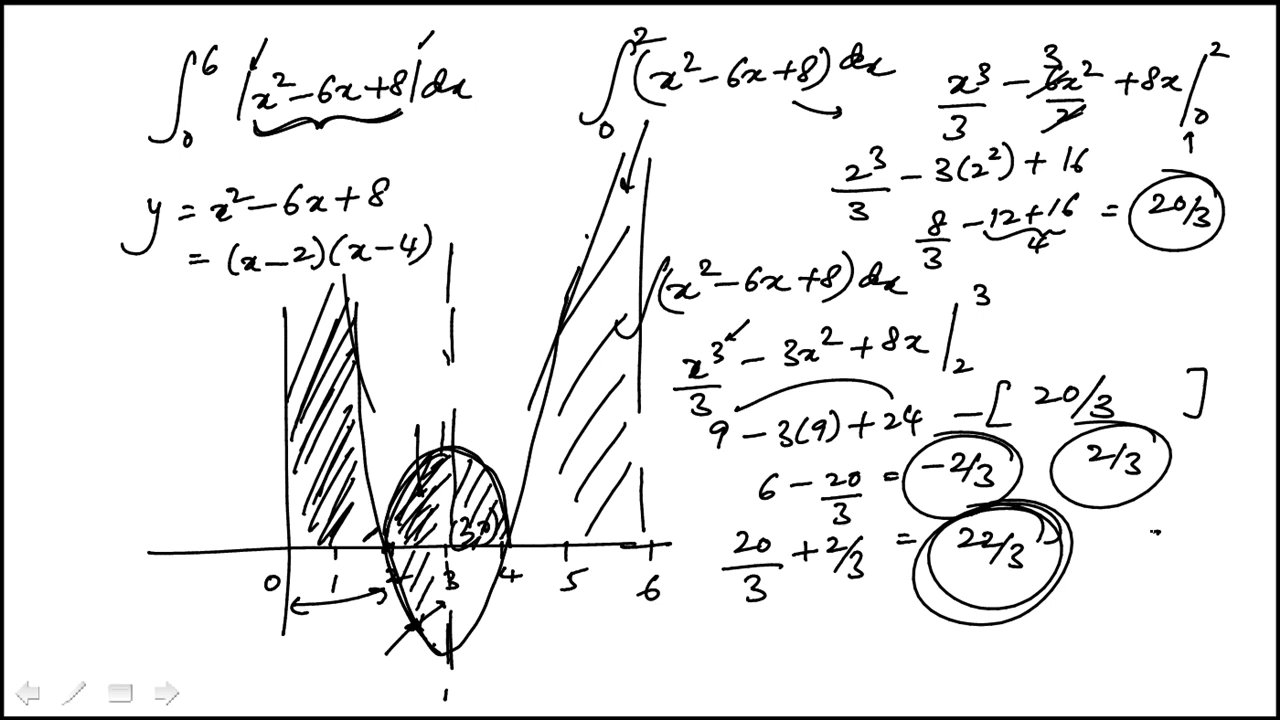 ∫₀⁶ |x² − 6x + 8| dx
y = x² − 6x + 8
= (x − 2)(x − 4)
0 1 2 3 4 5 6
∫₀² (x² − 6x + 8) dx
x³/3 − 6x²/2 3 + 8x |₀²
2³/3 − 3(2²) + 16
8/3 − 12 + 16 = 20/3
4
∫ (x² − 6x + 8) dx
x³/3 − 3x² + 8x |₂³
9 − 3(9) + 24 − [ 20/3 ]
6 − 20/3 = −2/3 2/3
20/3 + 2/3 = 22/3